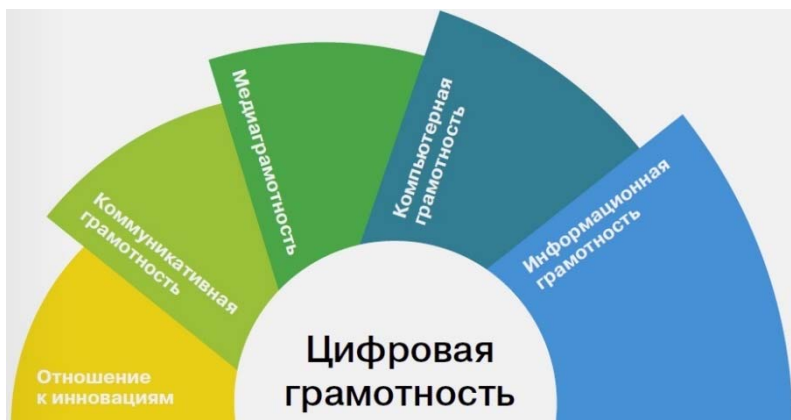 Отношение
к инновациям
Коммуникативная
грамотность
Медиаграмотность
Компьютерная
грамотность
Информационная
грамотность
Цифровая
грамотность